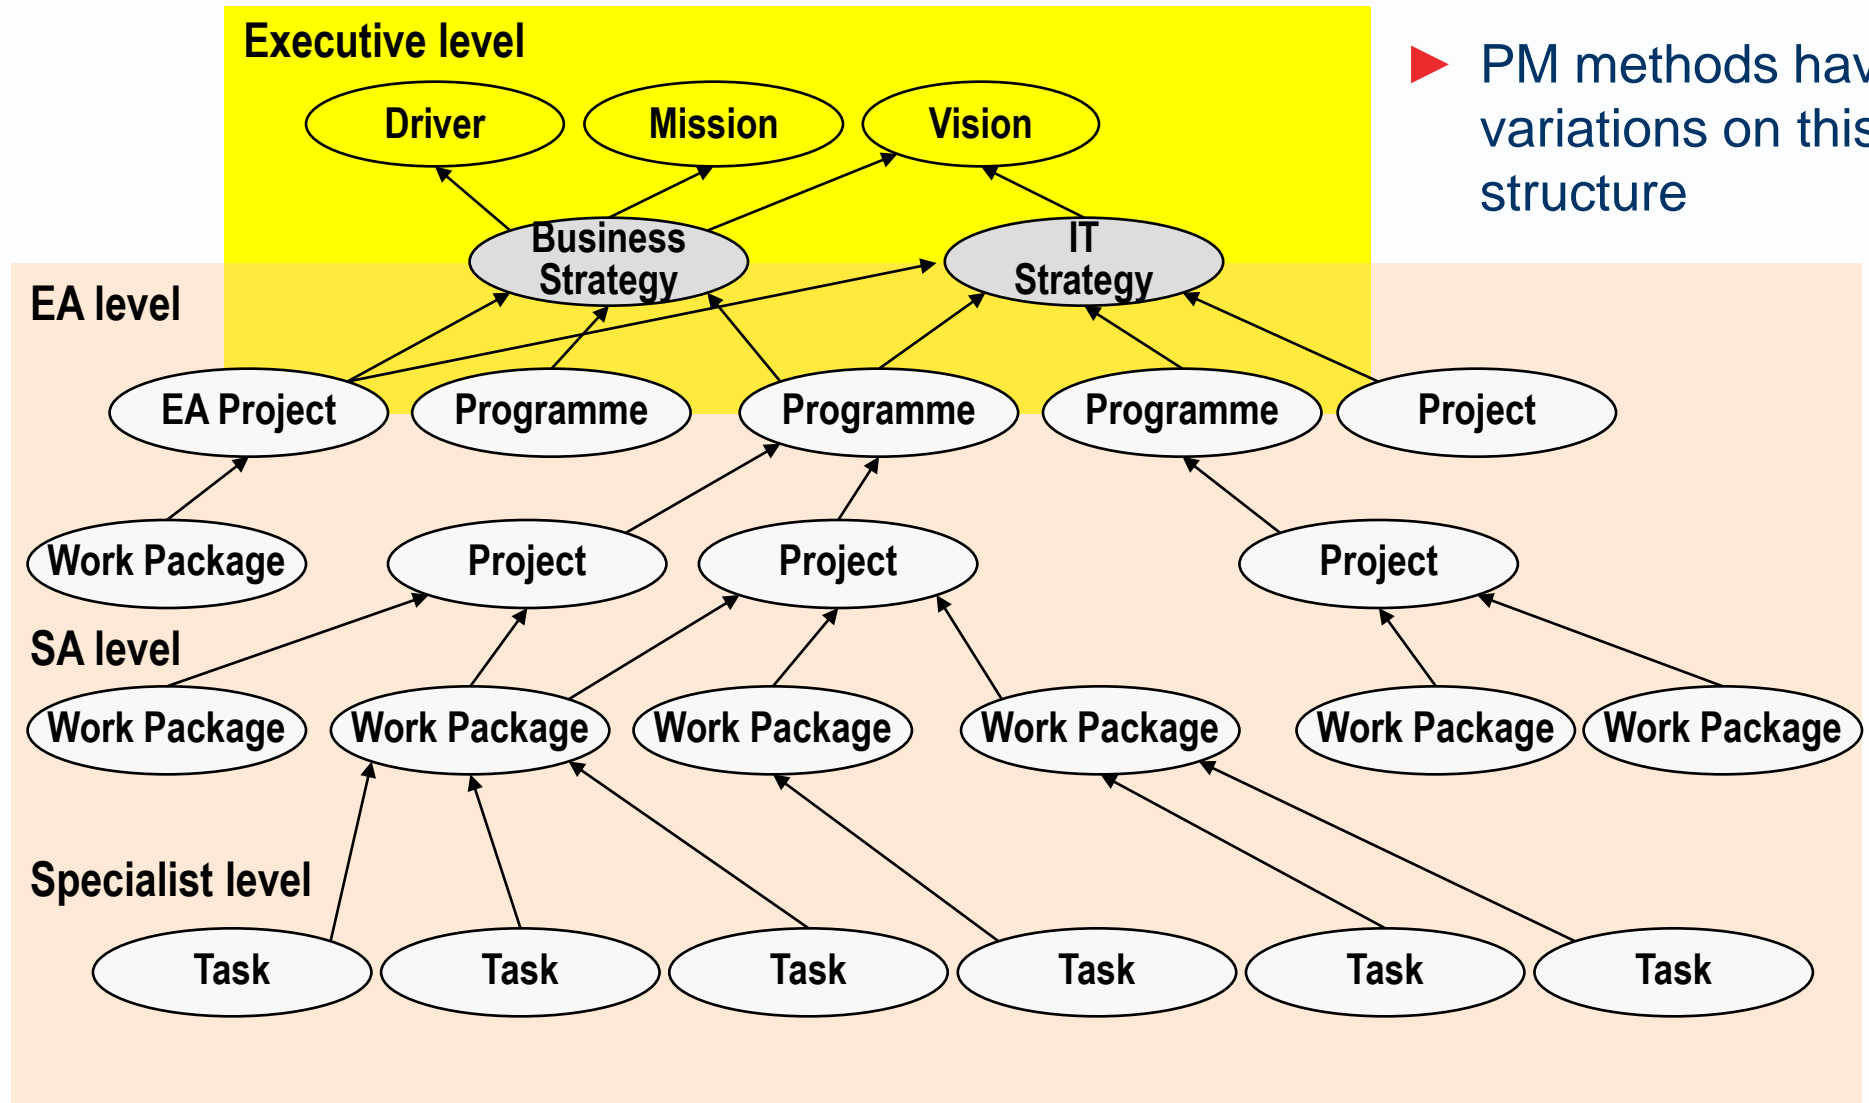 Executive level
PM methods hav
variations on this
structure
Driver
Mission
Vision
Business
Strategy
IT
Strategy
EA level
EA Project
Programme
Programme
Programme
Project
Work Package
Project
Project
Project
SA level
Work Package
Work Package
Work Package
Work Package
Work Package
Work Package
Specialist level
Task
Task
Task
Task
Task
Task